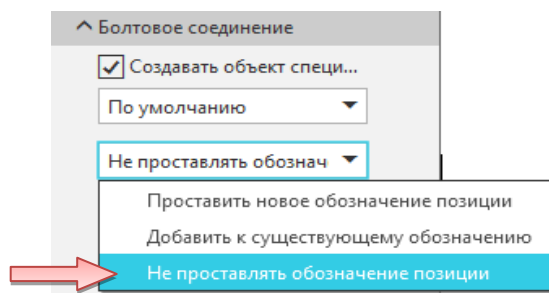 Болтовое соединение
Создавать объект специ...
По умолчанию
Не проставлять обознач
Проставить новое обозначение позиции
Добавить к существующему обозначению
Не проставлять обозначение позиции